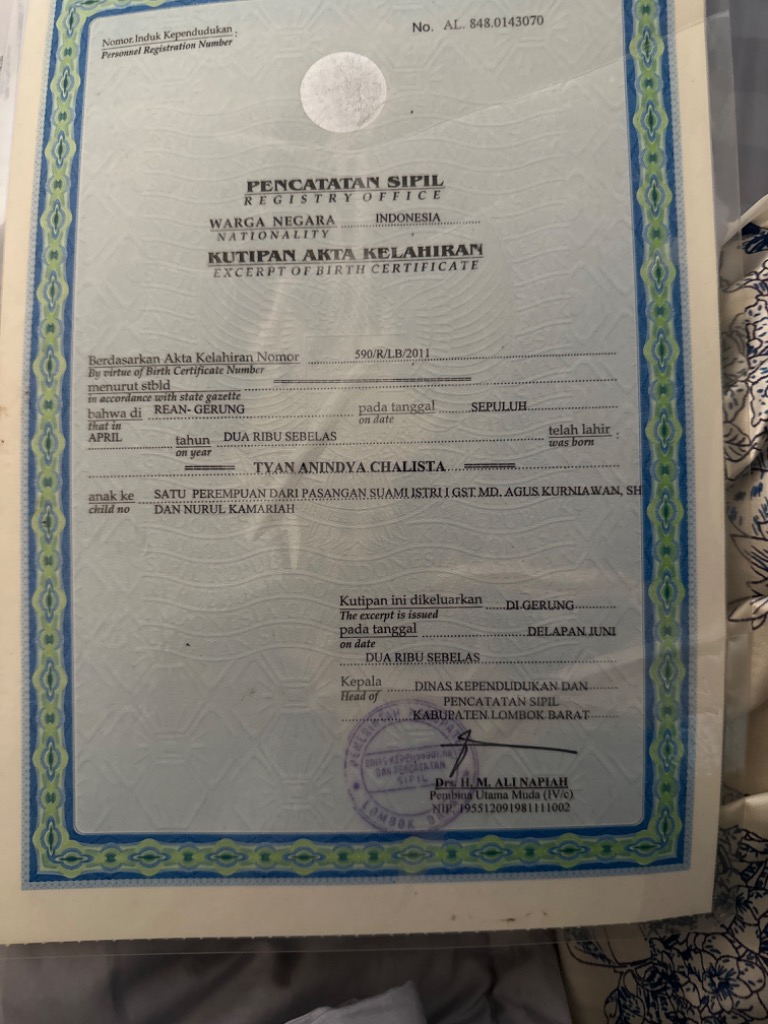 Nomor Induk Kependudukan :
Personnel Registration Number
No. AL. 848.0143070
PENCATATAN SIPIL
REGISTRY OFFICE
WARGA NEGARA INDONESIA
NATIONALITY
KUTIPAN AKTA KELAHIRAN
EXCERPT OF BIRTH CERTIFICATE
Berdasarkan Akta Kelahiran Nomor 590/R/LB/2011
By virtue of Birth Certificate Number
menurut stbld
in accordance with state gazette
bahwa di REAN- GERUNG pada tanggal SEPULUH
that in on date
APRIL tahun DUA RIBU SEBELAS telah lahir :
on year was born
TYAN ANINDYA CHALISTA
anak ke SATU PEREMPUAN DARI PASANGAN SUAMI ISTRI I GST MD. AGUS KURNIAWAN, SH
child no DAN NURUL KAMARIAH
Kutipan ini dikeluarkan DI GERUNG
The excerpt is issued
pada tanggal DELAPAN JUNI
on date
DUA RIBU SEBELAS
Kepala DINAS KEPENDUDUKAN DAN
Head of PENCATATAN SIPIL
KABUPATEN LOMBOK BARAT
DAN PENCATATAN
SIPIL
LOMBOK
Drs. H. M. ALI NAPIAH
Pembina Utama Muda (IV/c)
NIP. 195512091981111002